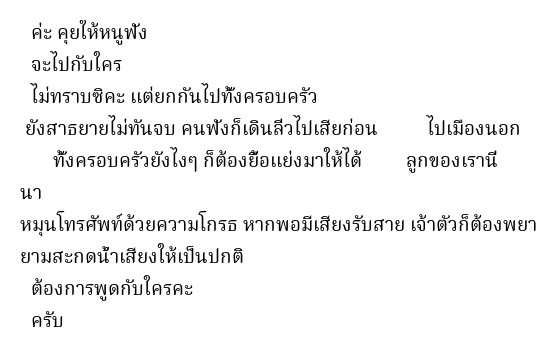 ค่ะ คุยให้หนูฟัง
จะไปกับใคร
ไม่ทราบซิคะ แต่ยกกันไปทั้งครอบครัว
ยังสาธยายไม่ทันจบ คนฟังก็เดินลิ่วไปเสียก่อน ไปเมืองนอก
ทั้งครอบครัวยังไงๆ ก็ต้องยื้อแย่งมาให้ได้ ลูกของเรานี่
นา
หมุนโทรศัพท์ด้วยความโกรธ หากพอมีเสียงรับสาย เจ้าตัวก็ต้องพยา
ยามสะกดน้ำเสียงให้เป็นปกติ
ต้องการพูดกับใครคะ
ครับ